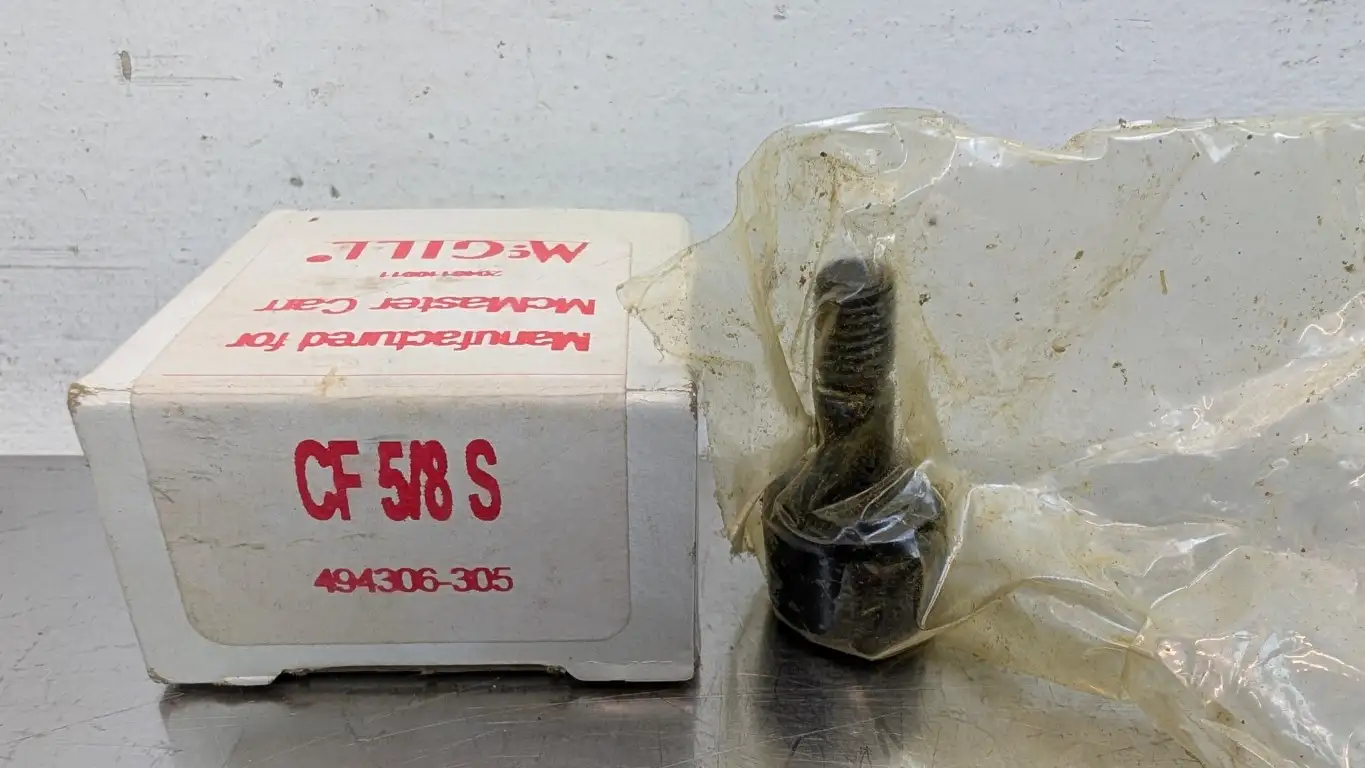 McGILL®
Manufactured for
McMaster Carr
CF 5/8 S
494306-305